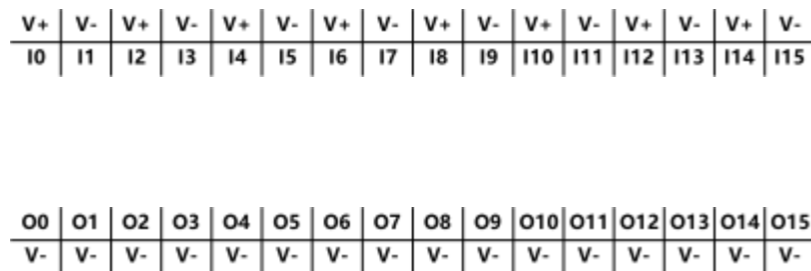 V+ V- V+ V- V+ V- V+ V- V+ V- V+ V- V+ V- V+ V-
I0 I1 I2 I3 I4 I5 I6 I7 I8 I9 I10 I11 I12 I13 I14 I15
O0 O1 O2 O3 O4 O5 O6 O7 O8 O9 O10 O11 O12 O13 O14 O15
V- V- V- V- V- V- V- V- V- V- V- V- V- V- V- V-